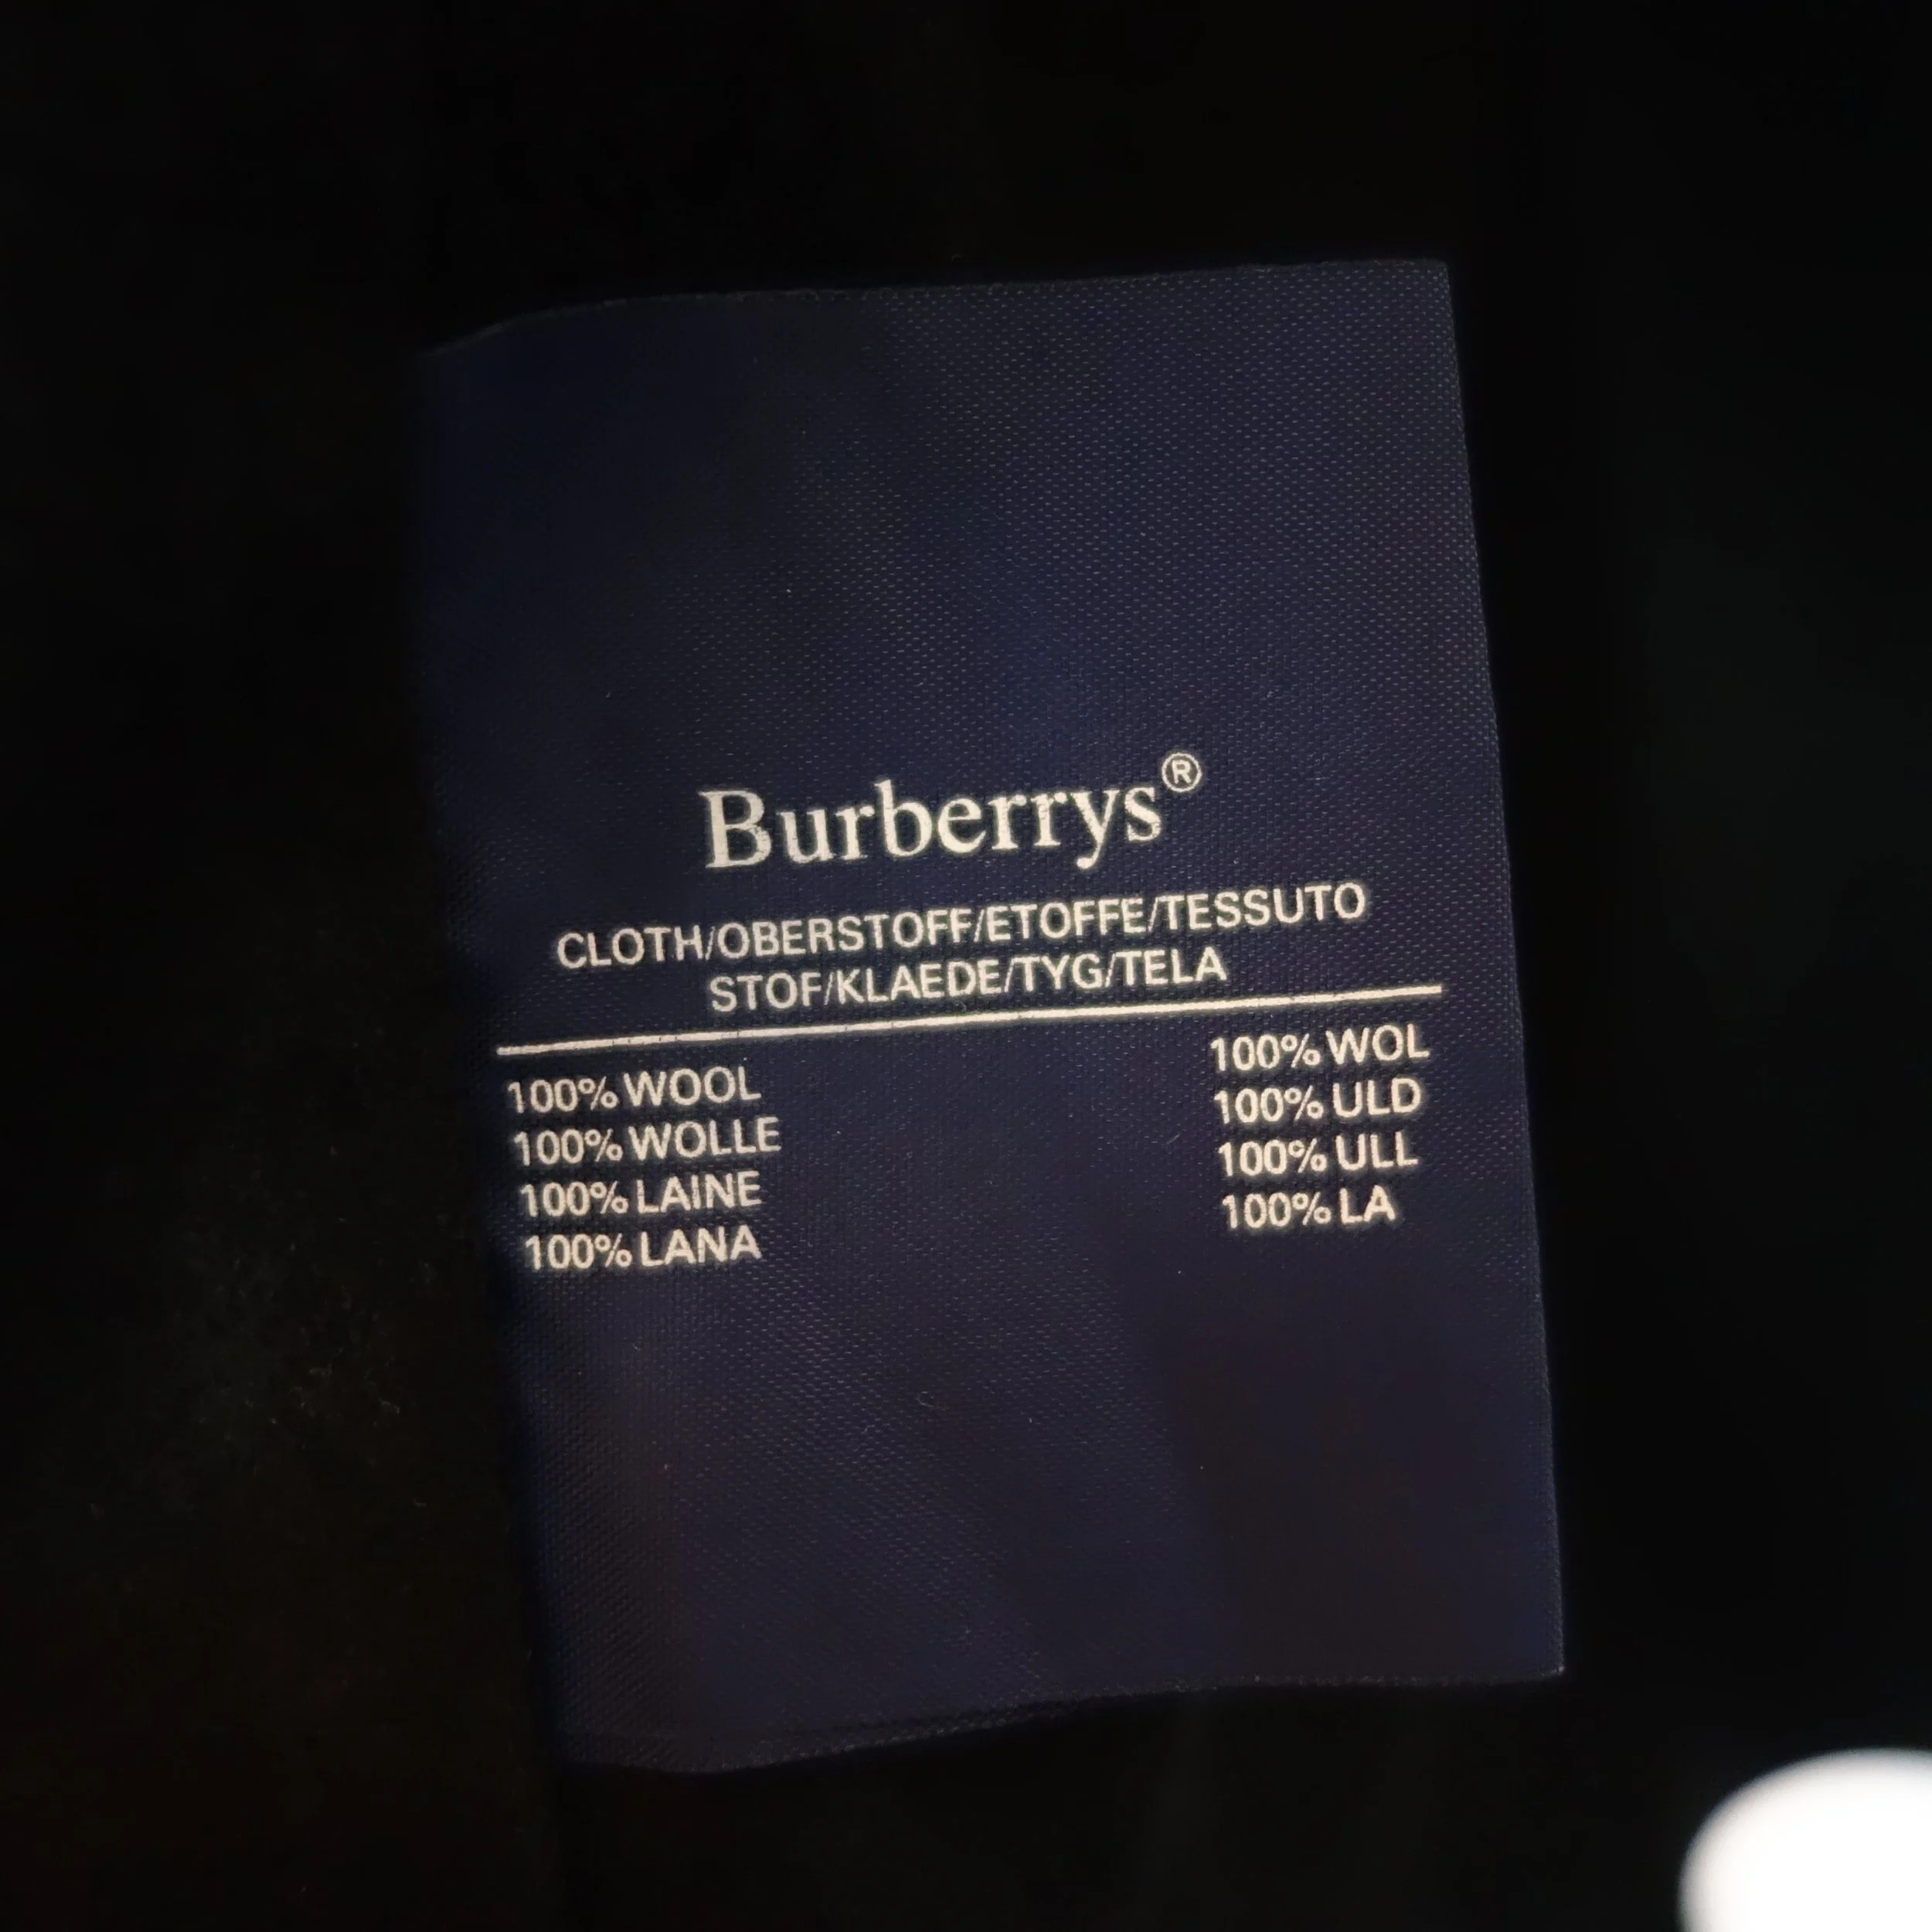 Burberrys®
CLOTH/OBERSTOFF/ETOFFE/TESSUTO
STOF/KLAEDE/TYG/TELA
100% WOOL
100% WOLLE
100% LAINE
100% LANA
100% WOL
100% ULD
100% ULL
100% LA